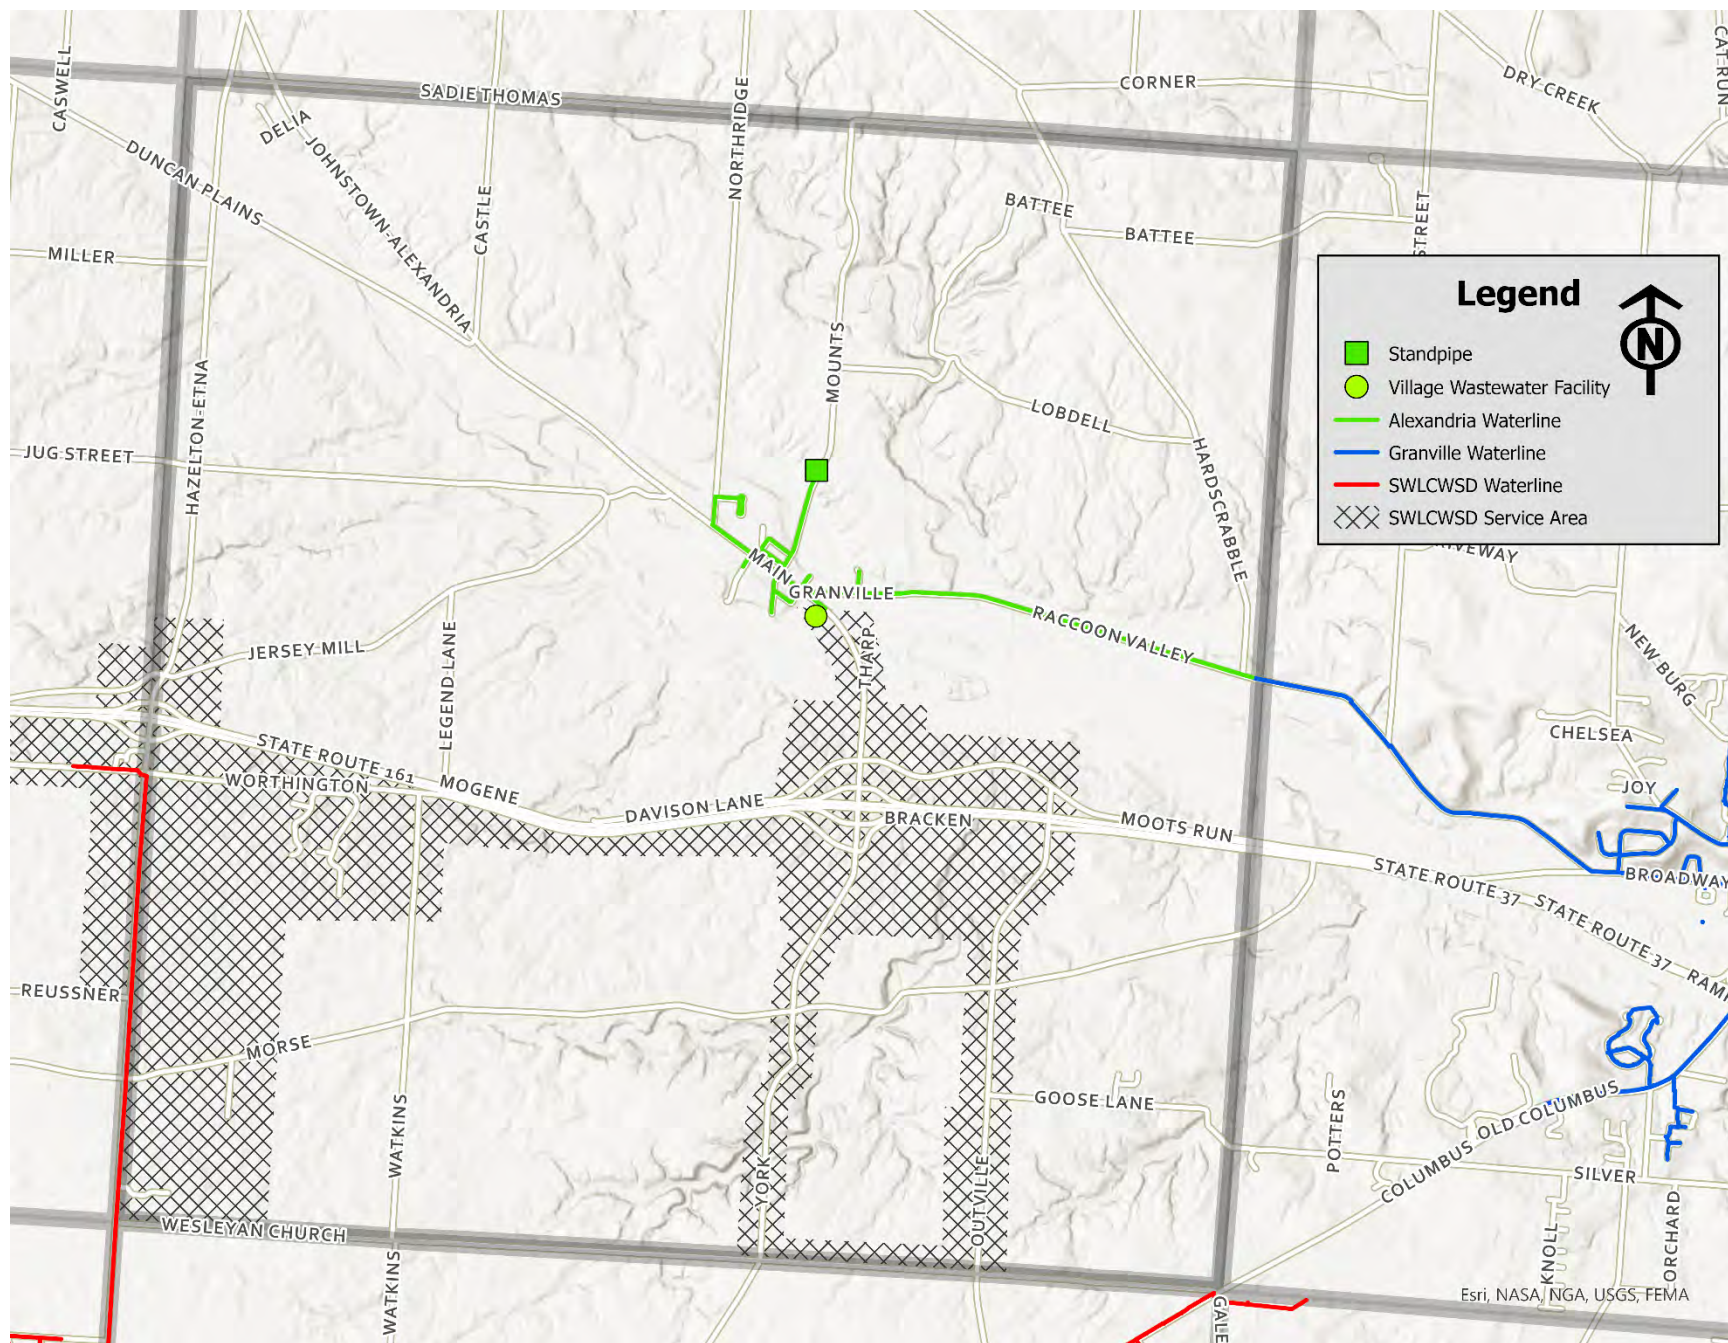 CASWELL
SADIE THOMAS
CORNER
DRY CREEK
CAT RUN
DELIA
NORTHRIDGE
DUNCAN PLAINS
JOHNSTOWN-ALEXANDRIA
CASTLE
BATTEE
BATTEE
STREET
MILLER
Legend
N
Standpipe
Village Wastewater Facility
Alexandria Waterline
Granville Waterline
SWLCWSD Waterline
SWLCWSD Service Area
HAZELTON-ETNA
MOUNTS
LOBDELL
JUG STREET
HARDSCRABBLE
MAIN
GRANVILLE
RACCOON VALLEY
THARP
JERSEY MILL
LEGEND LANE
NEW BURG
CHELSEA
STATE ROUTE 161
WORTHINGTON
MOGENE
DAVISON LANE
BRACKEN
MOOTS RUN
JOY
STATE ROUTE 37
BROADWAY
STATE ROUTE 37
RAMP
REUSSNER
MORSE
WATKINS
GOOSE LANE
POTTERS
COLUMBUS
OLD COLUMBUS
SILVER
YORK
OUTVILLE
WESLEYAN CHURCH
WATKINS
KNOLL
ORCHARD
GALE
Esri, NASA, NGA, USGS, FEMA